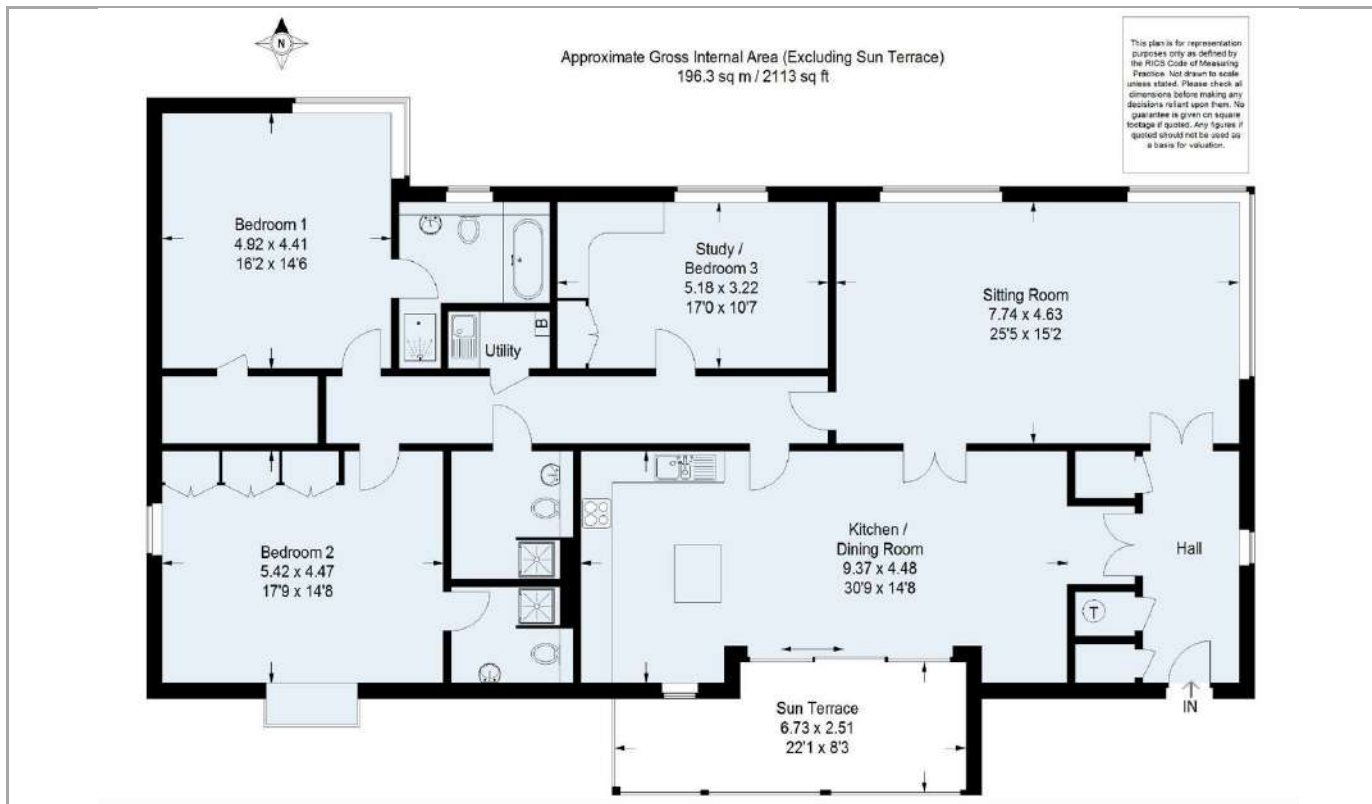 N
Approximate Gross Internal Area (Excluding Sun Terrace)
196.3 sq m / 2113 sq ft
This plan is for representation
purposes only as defined by
the RICS Code of Measuring
Practice. Not drawn to scale
unless stated. Please check all
dimensions before making any
decisions reliant upon them. No
guarantee is given on square
footage if quoted. Any figures if
quoted should not be used as
a basis for valuation.
Bedroom 1
4.92 x 4.41
16'2 x 14'6
Study /
Bedroom 3
5.18 x 3.22
17'0 x 10'7
Sitting Room
7.74 x 4.63
25'5 x 15'2
B
Utility
Bedroom 2
5.42 x 4.47
17'9 x 14'8
Kitchen /
Dining Room
9.37 x 4.48
30'9 x 14'8
Hall
T
Sun Terrace
6.73 x 2.51
22'1 x 8'3
IN